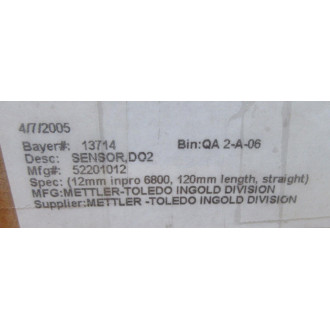 4/7/2005
Bayer#: 13714 Bin:QA 2-A-06
Desc: SENSOR,DO2
Mfg#: 52201012
Spec: (12mm inpro 6800, 120mm length, straight)
MFG:METTLER-TOLEDO INGOLD DIVISION
Supplier:METTLER -TOLEDO INGOLD DIVISION